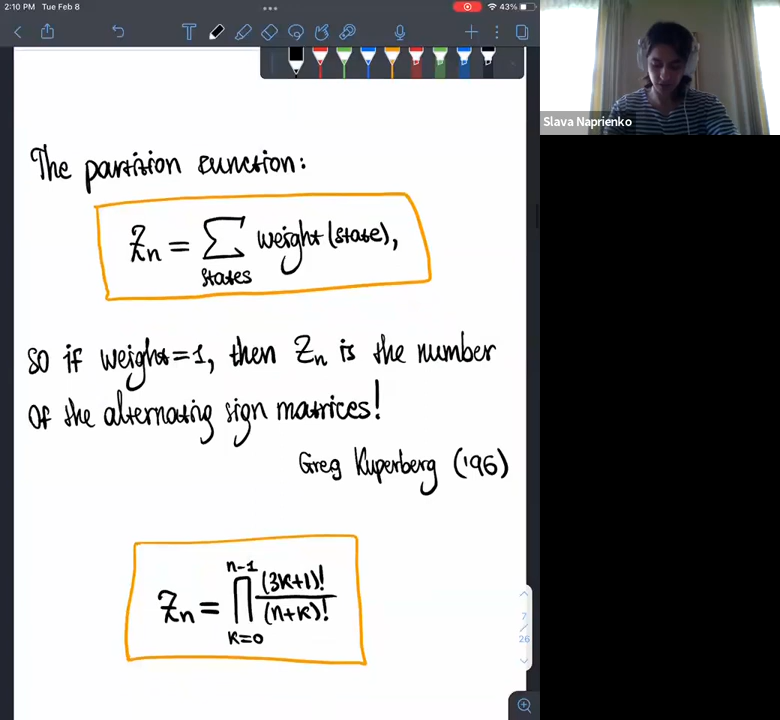 2:10 PM Tue Feb 8
43%
T
Slava Naprienko
The partition function:
Zn = Σ weight(state),
states
So if weight=1, then Zn is the number
of the alternating sign matrices!
Greg Kuperberg ('96)
n-1
Zn = ∏ (3k+1)! / (n+k)!
k=0
7
/
26